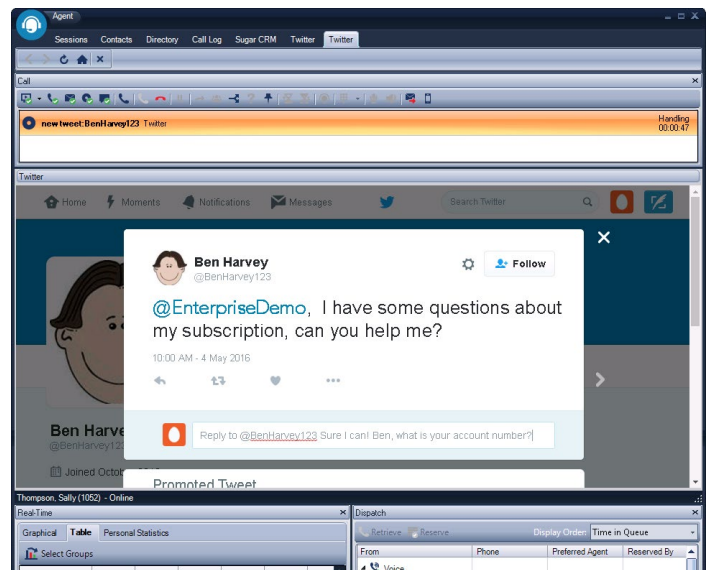 Agent
Sessions Contacts Directory Call Log Sugar CRM Twitter Twitter
Call
new tweet:BenHarvey123 Twitter
Handling
00:00:47
Twitter
Home Moments Notifications Messages Search Twitter
Ben Harvey
@BenHarvey123
Follow
@EnterpriseDemo, I have some questions about
my subscription, can you help me?
10:00 AM - 4 May 2016
Reply to @BenHarvey123 Sure I can! Ben, what is your account number?
Ben Harve
@BenHarvey12
Joined Octob
Promoted Tweet
Thompson, Sally (1052) - Online
Real-Time
Graphical Table Personal Statistics
Select Groups
Dispatch
Retrieve Reserve Display Order: Time in Queue
From Phone Preferred Agent Reserved By
Voice